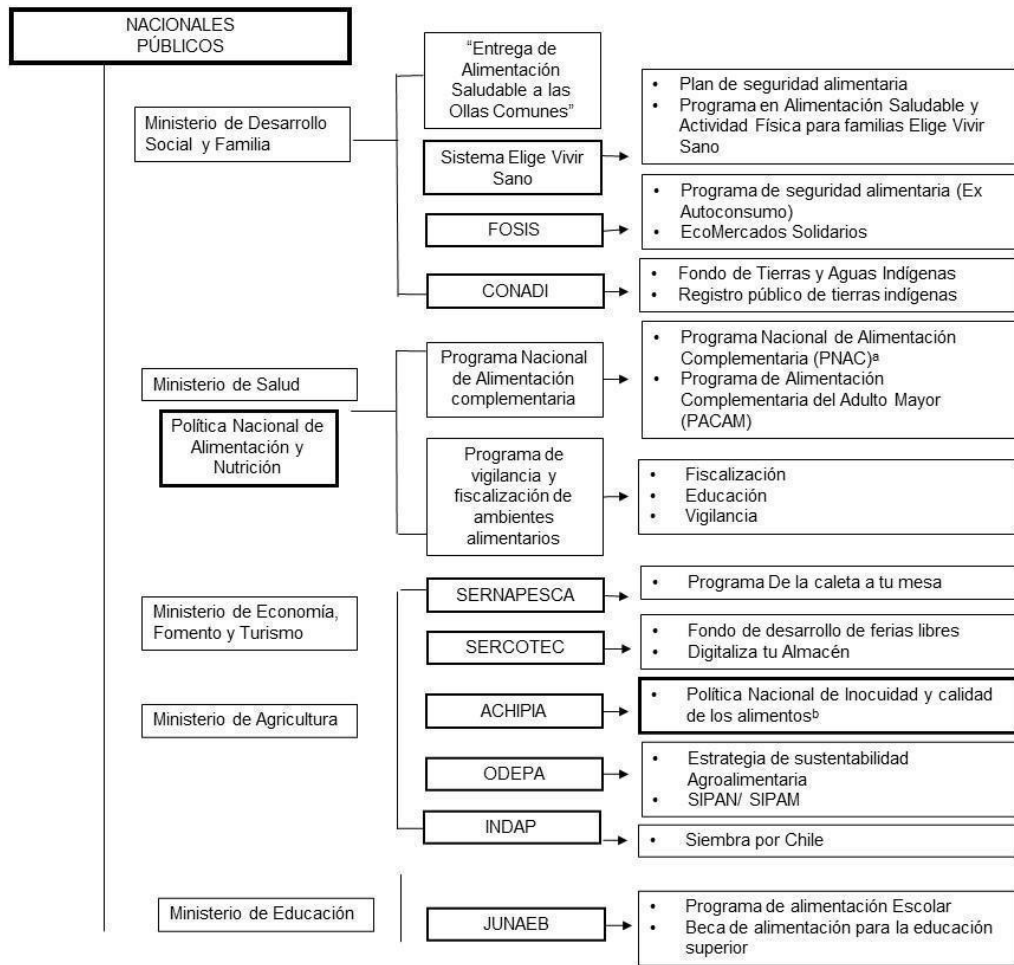 NACIONALES
PÚBLICOS
Ministerio de Desarrollo
Social y Familia
“Entrega de
Alimentación
Saludable a las
Ollas Comunes”
Sistema Elige Vivir
Sano
• Plan de seguridad alimentaria
• Programa en Alimentación Saludable y
Actividad Física para familias Elige Vivir
Sano
FOSIS
• Programa de seguridad alimentaria (Ex
Autoconsumo)
• EcoMercados Solidarios
CONADI
• Fondo de Tierras y Aguas Indígenas
• Registro público de tierras indígenas
Ministerio de Salud
Política Nacional de
Alimentación y
Nutrición
Programa Nacional
de Alimentación
complementaria
• Programa Nacional de Alimentación
Complementaria (PNAC)ᵃ
• Programa de Alimentación
Complementaria del Adulto Mayor
(PACAM)
Programa de
vigilancia y
fiscalización de
ambientes
alimentarios
• Fiscalización
• Educación
• Vigilancia
Ministerio de Economía,
Fomento y Turismo
SERNAPESCA
• Programa De la caleta a tu mesa
SERCOTEC
• Fondo de desarrollo de ferias libres
• Digitaliza tu Almacén
Ministerio de Agricultura
ACHIPIA
• Política Nacional de Inocuidad y calidad
de los alimentosᵇ
ODEPA
• Estrategia de sustentabilidad
Agroalimentaria
• SIPAN/ SIPAM
INDAP
• Siembra por Chile
Ministerio de Educación
JUNAEB
• Programa de alimentación Escolar
• Beca de alimentación para la educación
superior